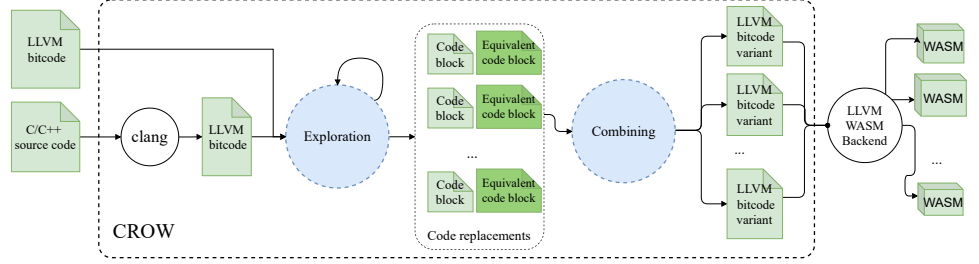 LLVM
bitcode
C/C++
source code
clang
LLVM
bitcode
CROW
Exploration
Code
block
Equivalent
code block
Code
block
Equivalent
code block
...
Code
block
Equivalent
code block
Code replacements
Combining
LLVM
bitcode
variant
LLVM
bitcode
variant
...
LLVM
bitcode
variant
LLVM
WASM
Backend
WASM
WASM
...
WASM